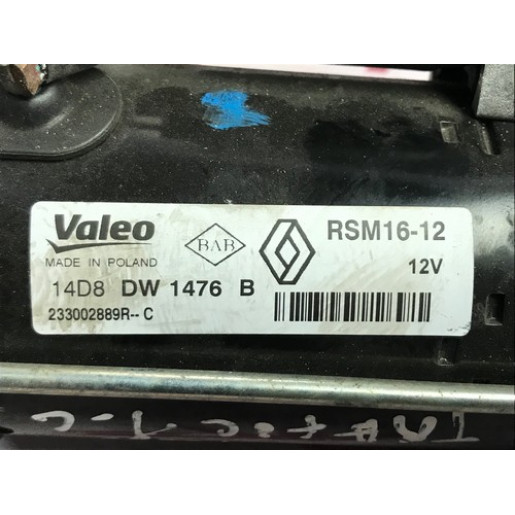 Valeo
MADE IN POLAND
BAB
RSM16-12
12V
14D8 DW 1476 B
233002889R-- C